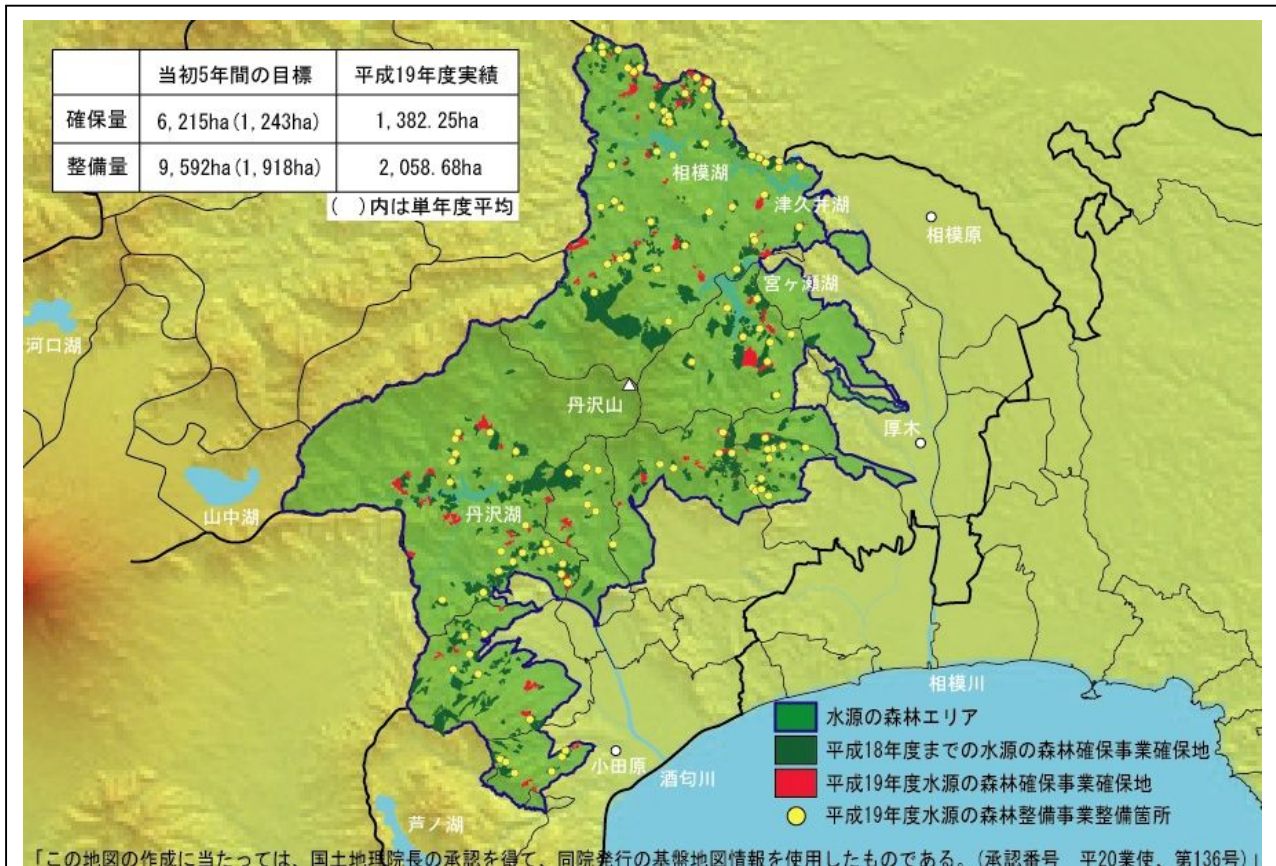 当初5年間の目標 平成19年度実績
確保量 6,215ha(1,243ha) 1,382.25ha
整備量 9,592ha(1,918ha) 2,058.68ha
( )内は単年度平均
相模湖
津久井湖
相模原
宮ヶ瀬湖
河口湖
丹沢山
厚木
山中湖
丹沢湖
相模川
小田原
酒匂川
芦ノ湖
水源の森林エリア
平成18年度までの水源の森林確保事業確保地
平成19年度水源の森林確保事業確保地
平成19年度水源の森林整備事業整備箇所
「この地図の作成に当たっては、国土地理院長の承認を得て、同院発行の基盤地図情報を使用したものである。(承認番号 平20業使、第136号)」